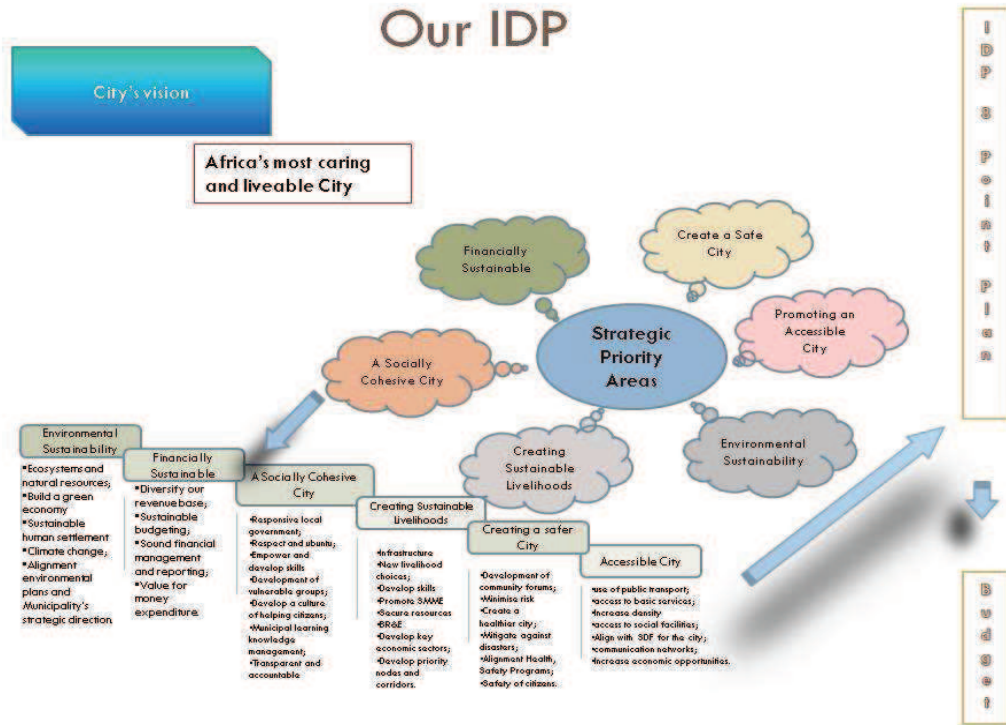 Our IDP
City's vision
Africa's most caring
and liveable City
Financially
Sustainable
Create a Safe
City
Promoting an
Accessible
City
Strategic
Priority
Areas
A Socially
Cohesive City
Creating
Sustainable
Livelihoods
Environmental
Sustainability
Environmental
Sustainability
▪Ecosystems and
natural resources;
▪Build a green
economy
▪Sustainable
human settlement
▪Climate change;
▪Alignment
environmental
plans and
Municipality's
strategic direction
Financially
Sustainable
▪Diversify our
revenue base;
▪Sustainable
budgeting;
▪Sound financial
management
and reporting;
▪Value for
money
expenditure
A Socially Cohesive
City
•Responsive local
government;
•Respect and ubuntu;
•Empower and
develop skills
•Development of
vulnerable groups;
•Develop a culture
of helping citizens;
•Municipal learning
knowledge
management;
•Transparent and
accountable
Creating Sustainable
Livelihoods
•Infrastructure
•New livelihood
choices;
•Develop skills
•Promote SMME
•Secure resources
•BR&E
•Develop key
economic sectors;
•Develop priority
nodes and
corridors.
Creating a safer
City
•Development of
community forums;
•Minimise risk
•Create a
healthier city;
•Mitigate against
disasters;
•Alignment Health,
Safety Programs;
•Safety of citizens.
Accessible City
•use of public transport;
•access to basic services;
•Increase density
•access to social facilities;
•Align with SDF for the city;
•communication networks;
•Increase economic opportunities.
IDP 8 Point Plan
Budget